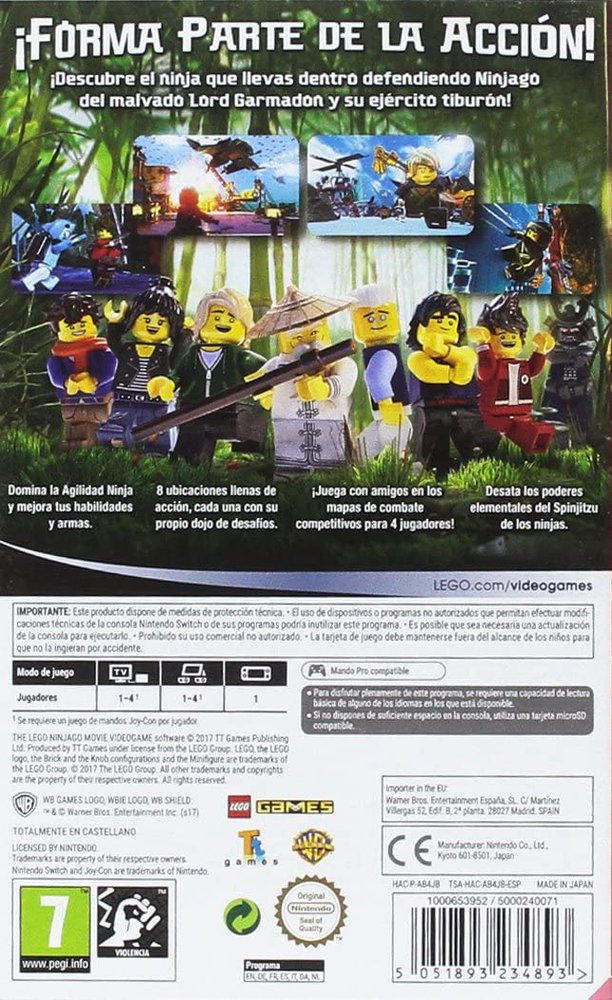 ¡FORMA PARTE DE LA ACCIÓN!
¡Descubre el ninja que llevas dentro defendiendo Ninjago
del malvado Lord Garmadon y su ejército tiburón!
Domina la Agilidad Ninja
y mejora tus habilidades
y armas.
8 ubicaciones llenas de
acción, cada una con su
propio dojo de desafíos.
¡Juega con amigos en los
mapas de combate
competitivos para 4 jugadores!
Desata los poderes
elementales del Spinjitzu
de los ninjas.
LEGO.com/videogames
IMPORTANTE: Este producto dispone de medidas de protección técnica. • El uso de dispositivos o programas no autorizados que permitan efectuar modifi-
caciones técnicas de la consola Nintendo Switch o de sus programas podría inutilizar este programa. • Es posible que sea necesaria una actualización
de la consola para ejecutarlo. • Prohibido su uso comercial no autorizado. • La tarjeta de juego debe mantenerse fuera del alcance de los niños para
que no la ingieran por accidente.
Modo de juego TV
Jugadores 1-4¹ 1-4¹ 1
¹ Se requiere un juego de mandos Joy-Con por jugador.
Mando Pro compatible
• Para disfrutar plenamente de este programa, se requiere una capacidad de lectura
básica de alguno de los idiomas en los que está disponible.
• Si no dispones de suficiente espacio en la consola, utiliza una tarjeta microSD
compatible.
THE LEGO NINJAGO MOVIE VIDEOGAME software © 2017 TT Games Publishing
Ltd. Produced by TT Games under license from the LEGO Group. LEGO, the LEGO
logo, the Brick and the Knob configurations and the Minifigure are trademarks of
the LEGO Group. © 2017 The LEGO Group. All other trademarks and copyrights
are the property of their respective owners. All rights reserved.
WB GAMES LOGO, WBIE LOGO, WB SHIELD:
™ & © Warner Bros. Entertainment Inc. (s17)
TOTALMENTE EN CASTELLANO
LICENSED BY NINTENDO.
Trademarks are property of their respective owners.
Nintendo Switch and Joy-Con are trademarks of Nintendo.
LEGO GAMES
Tt
games
Importer in the EU:
Warner Bros. Entertainment España, SL. C/ Martínez
Villergas 52, Edif. B, 2ª planta. 28027 Madrid. SPAIN
CE
Manufacturer: Nintendo Co., Ltd.,
Kyoto 601-8501, Japan
HAC-P-AB4JB TSA-HAC-AB4JB-ESP MADE IN JAPAN
1000653952 / 5000240071
5 051893 234893 >
7
www.pegi.info
VIOLENCIA
Original
Nintendo
Seal of
Quality
Programa
EN, DE, FR, ES, IT, DA, NL